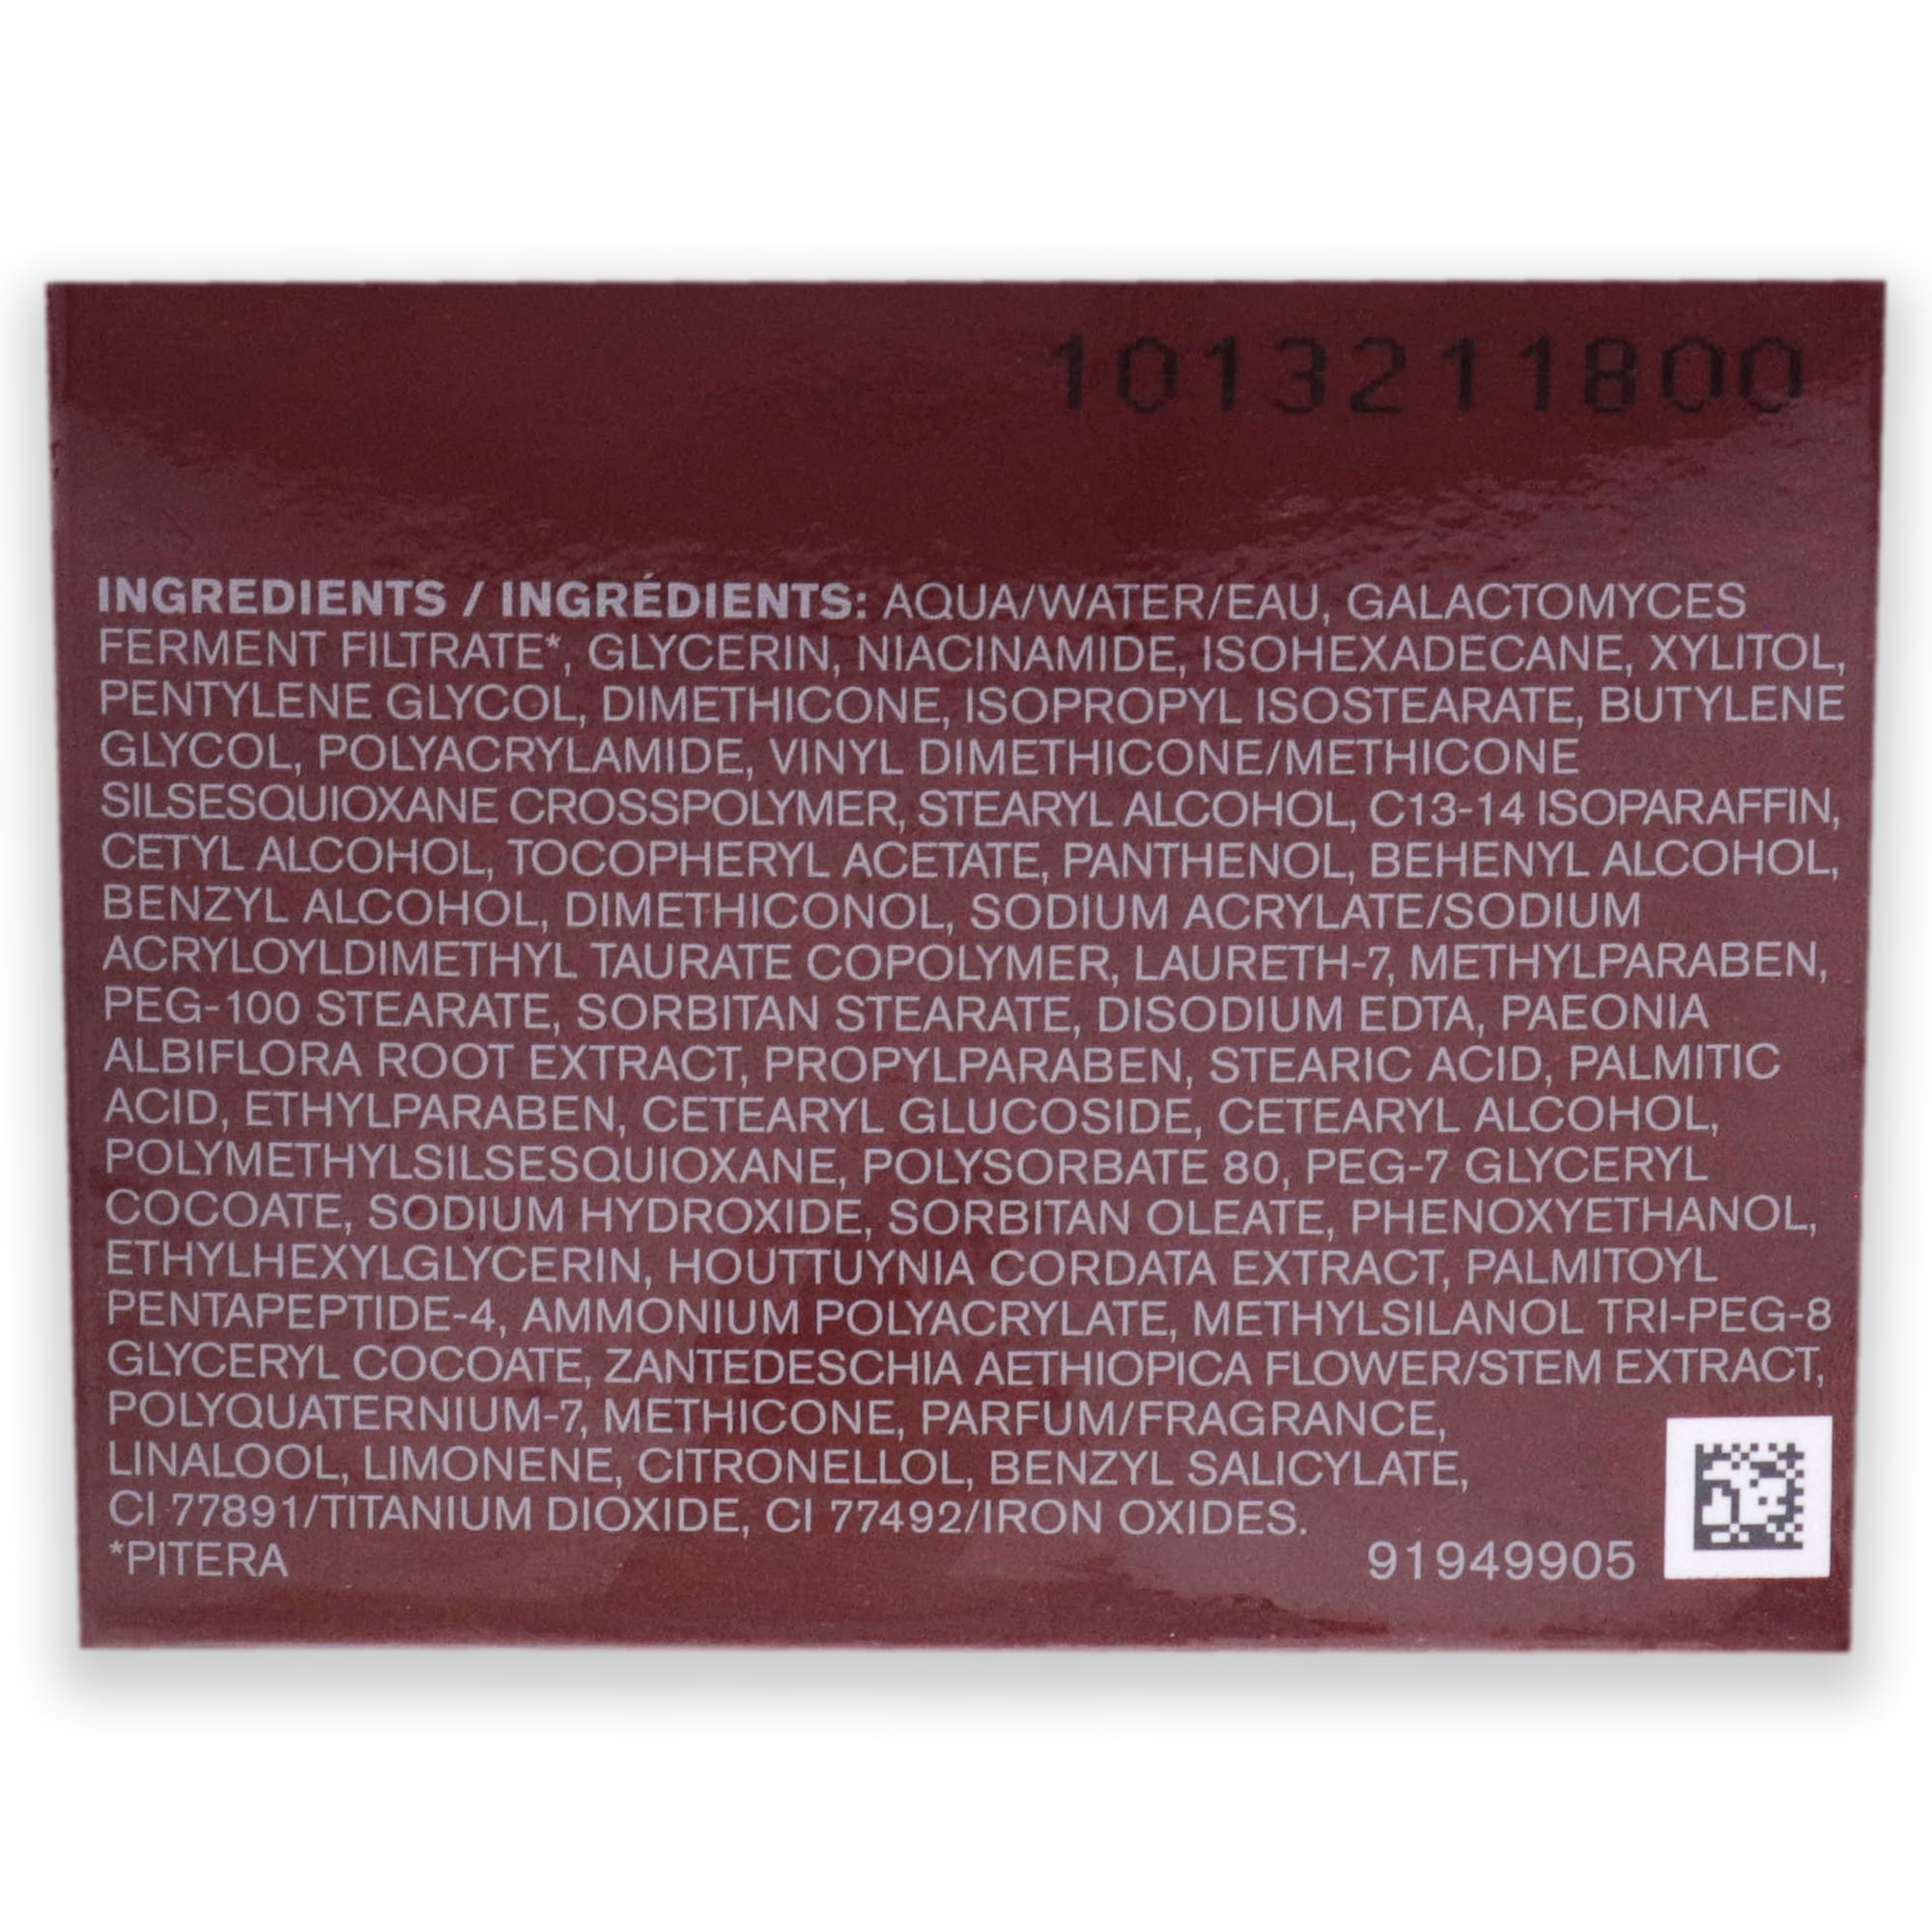 1013211800
INGREDIENTS / INGRÉDIENTS: AQUA/WATER/EAU, GALACTOMYCES
FERMENT FILTRATE*, GLYCERIN, NIACINAMIDE, ISOHEXADECANE, XYLITOL,
PENTYLENE GLYCOL, DIMETHICONE, ISOPROPYL ISOSTEARATE, BUTYLENE
GLYCOL, POLYACRYLAMIDE, VINYL DIMETHICONE/METHICONE
SILSESQUIOXANE CROSSPOLYMER, STEARYL ALCOHOL, C13-14 ISOPARAFFIN,
CETYL ALCOHOL, TOCOPHERYL ACETATE, PANTHENOL, BEHENYL ALCOHOL,
BENZYL ALCOHOL, DIMETHICONOL, SODIUM ACRYLATE/SODIUM
ACRYLOYLDIMETHYL TAURATE COPOLYMER, LAURETH-7, METHYLPARABEN,
PEG-100 STEARATE, SORBITAN STEARATE, DISODIUM EDTA, PAEONIA
ALBIFLORA ROOT EXTRACT, PROPYLPARABEN, STEARIC ACID, PALMITIC
ACID, ETHYLPARABEN, CETEARYL GLUCOSIDE, CETEARYL ALCOHOL,
POLYMETHYLSILSESQUIOXANE, POLYSORBATE 80, PEG-7 GLYCERYL
COCOATE, SODIUM HYDROXIDE, SORBITAN OLEATE, PHENOXYETHANOL,
ETHYLHEXYLGLYCERIN, HOUTTUYNIA CORDATA EXTRACT, PALMITOYL
PENTAPEPTIDE-4, AMMONIUM POLYACRYLATE, METHYLSILANOL TRI-PEG-8
GLYCERYL COCOATE, ZANTEDESCHIA AETHIOPICA FLOWER/STEM EXTRACT,
POLYQUATERNIUM-7, METHICONE, PARFUM/FRAGRANCE,
LINALOOL, LIMONENE, CITRONELLOL, BENZYL SALICYLATE,
CI 77891/TITANIUM DIOXIDE, CI 77492/IRON OXIDES.
*PITERA 91949905